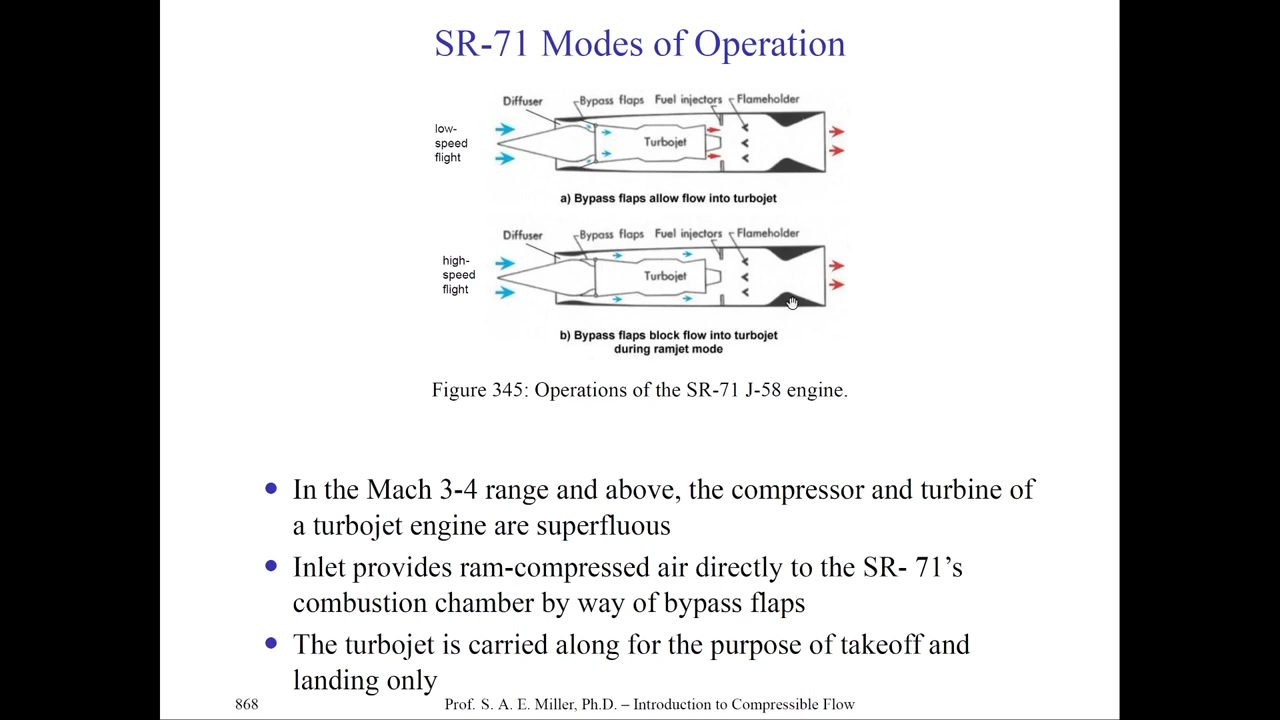 SR-71 Modes of Operation
Diffuser Bypass flaps Fuel injectors Flameholder
low-
speed
flight
Turbojet
a) Bypass flaps allow flow into turbojet
Diffuser Bypass flaps Fuel injectors Flameholder
high-
speed
flight
Turbojet
b) Bypass flaps block flow into turbojet
during ramjet mode
Figure 345: Operations of the SR-71 J-58 engine.
In the Mach 3-4 range and above, the compressor and turbine of
a turbojet engine are superfluous
Inlet provides ram-compressed air directly to the SR- 71’s
combustion chamber by way of bypass flaps
The turbojet is carried along for the purpose of takeoff and
landing only
868 Prof. S. A. E. Miller, Ph.D. – Introduction to Compressible Flow